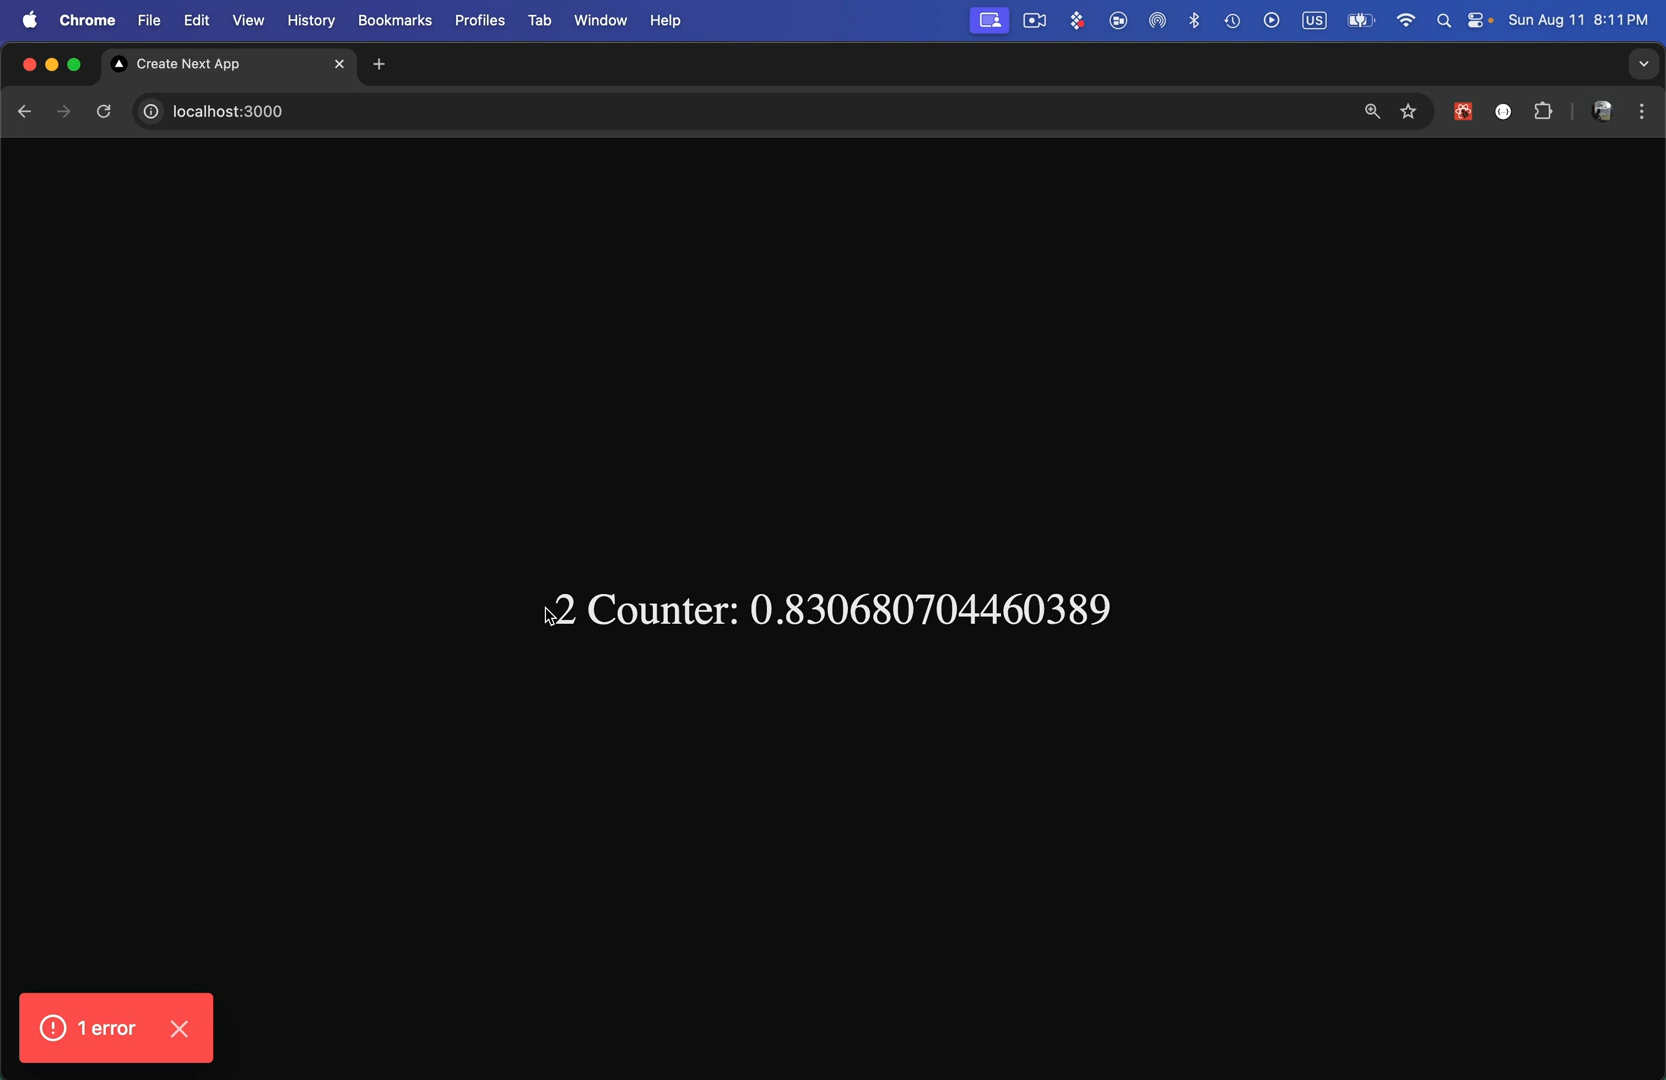 Chrome File Edit View History Bookmarks Profiles Tab Window Help US Sun Aug 11 8:11 PM
Create Next App
localhost:3000
2 Counter: 0.830680704460389
1 error